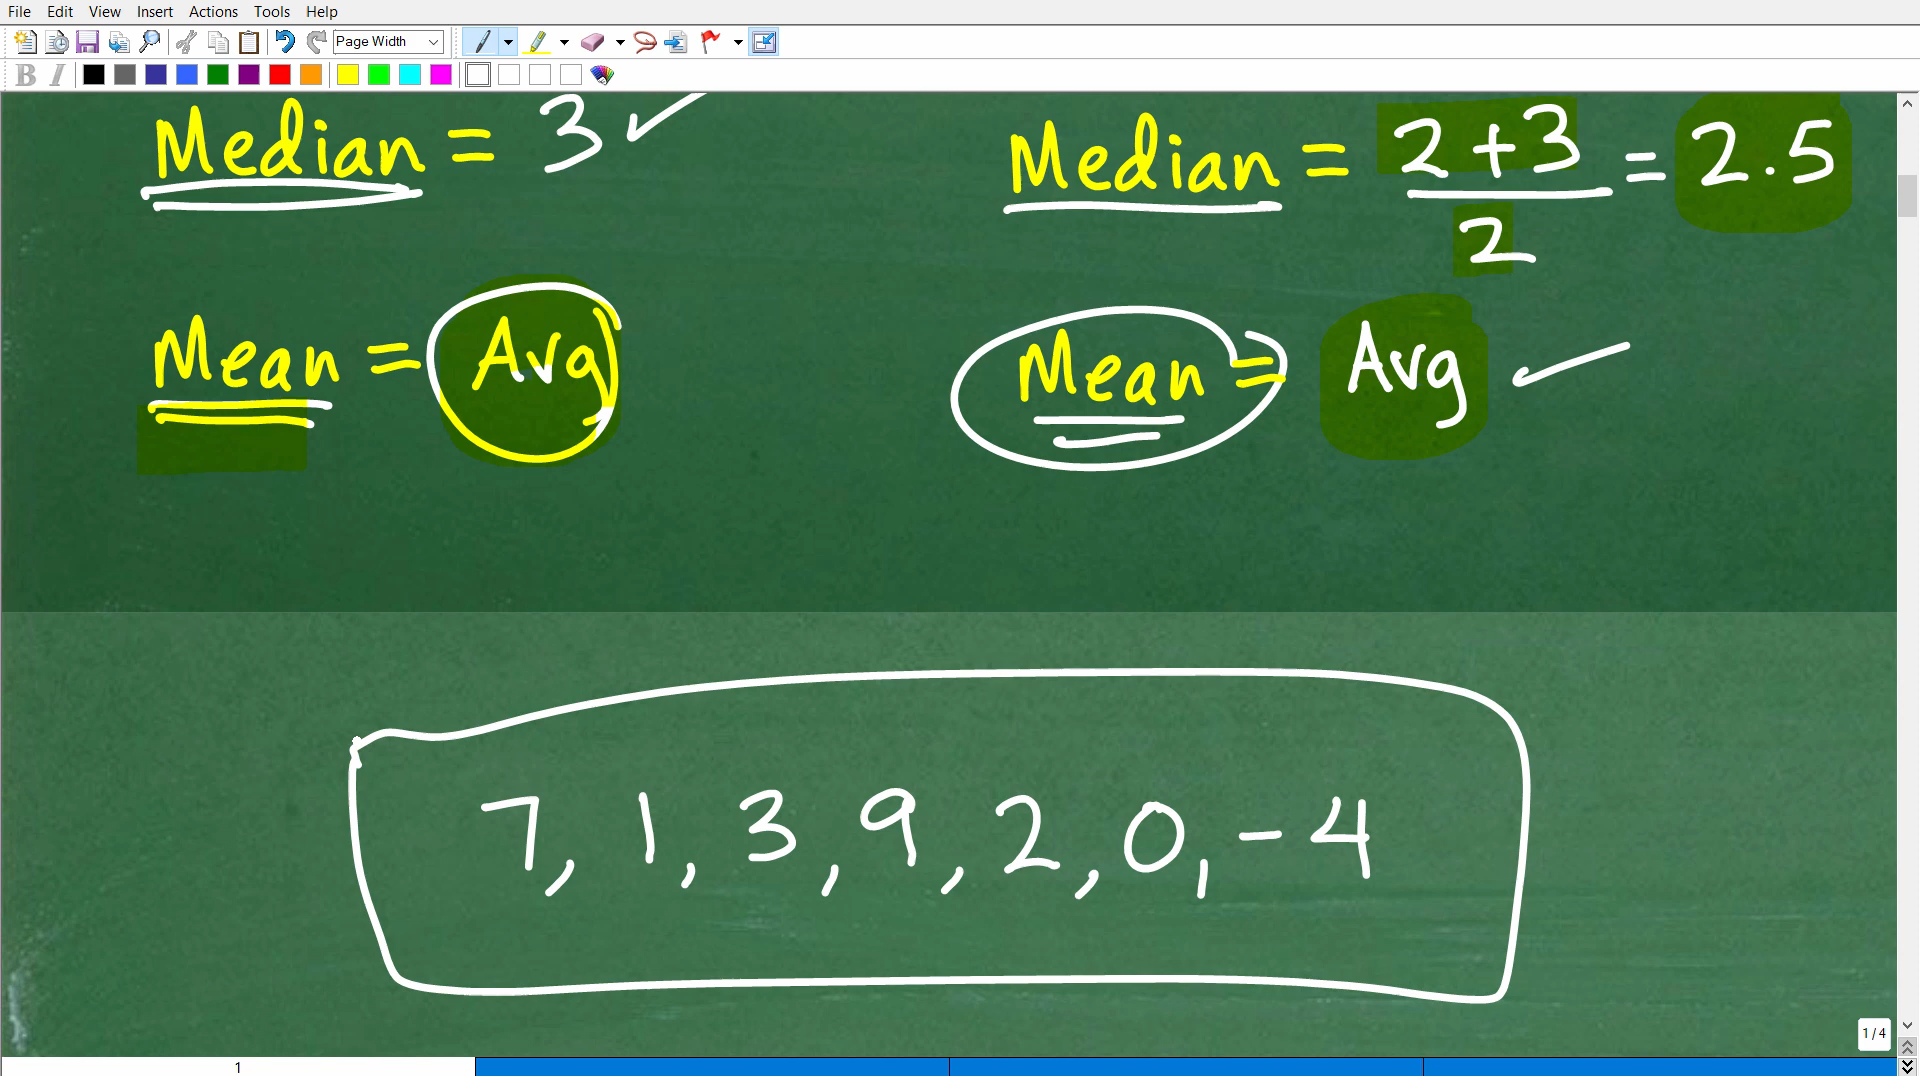 File Edit View Insert Actions Tools Help
Page Width
B I
Median = 3 ✓
Median = 2 + 3 / 2 = 2.5
Mean = Avg
Mean = Avg ✓
7, 1, 3, 9, 2, 0, - 4
1 / 4
1